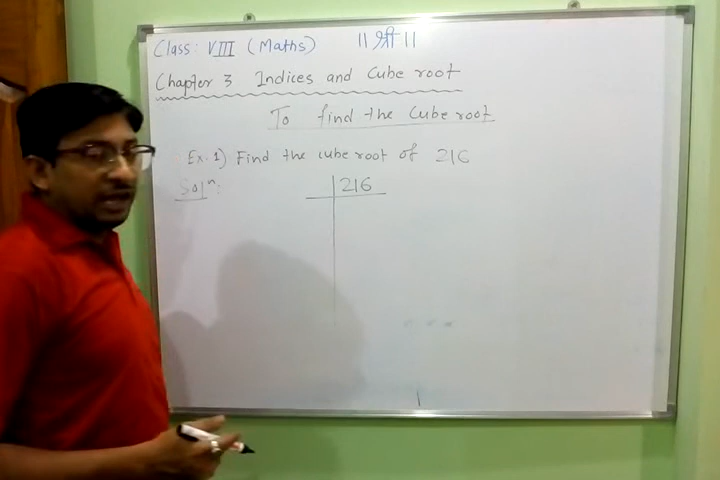 Class: VIII (Maths) ॥ श्री ॥
Chapter 3 Indices and Cube root
To find the Cube root
Ex. 1) Find the cube root of 216
Solⁿ: 216